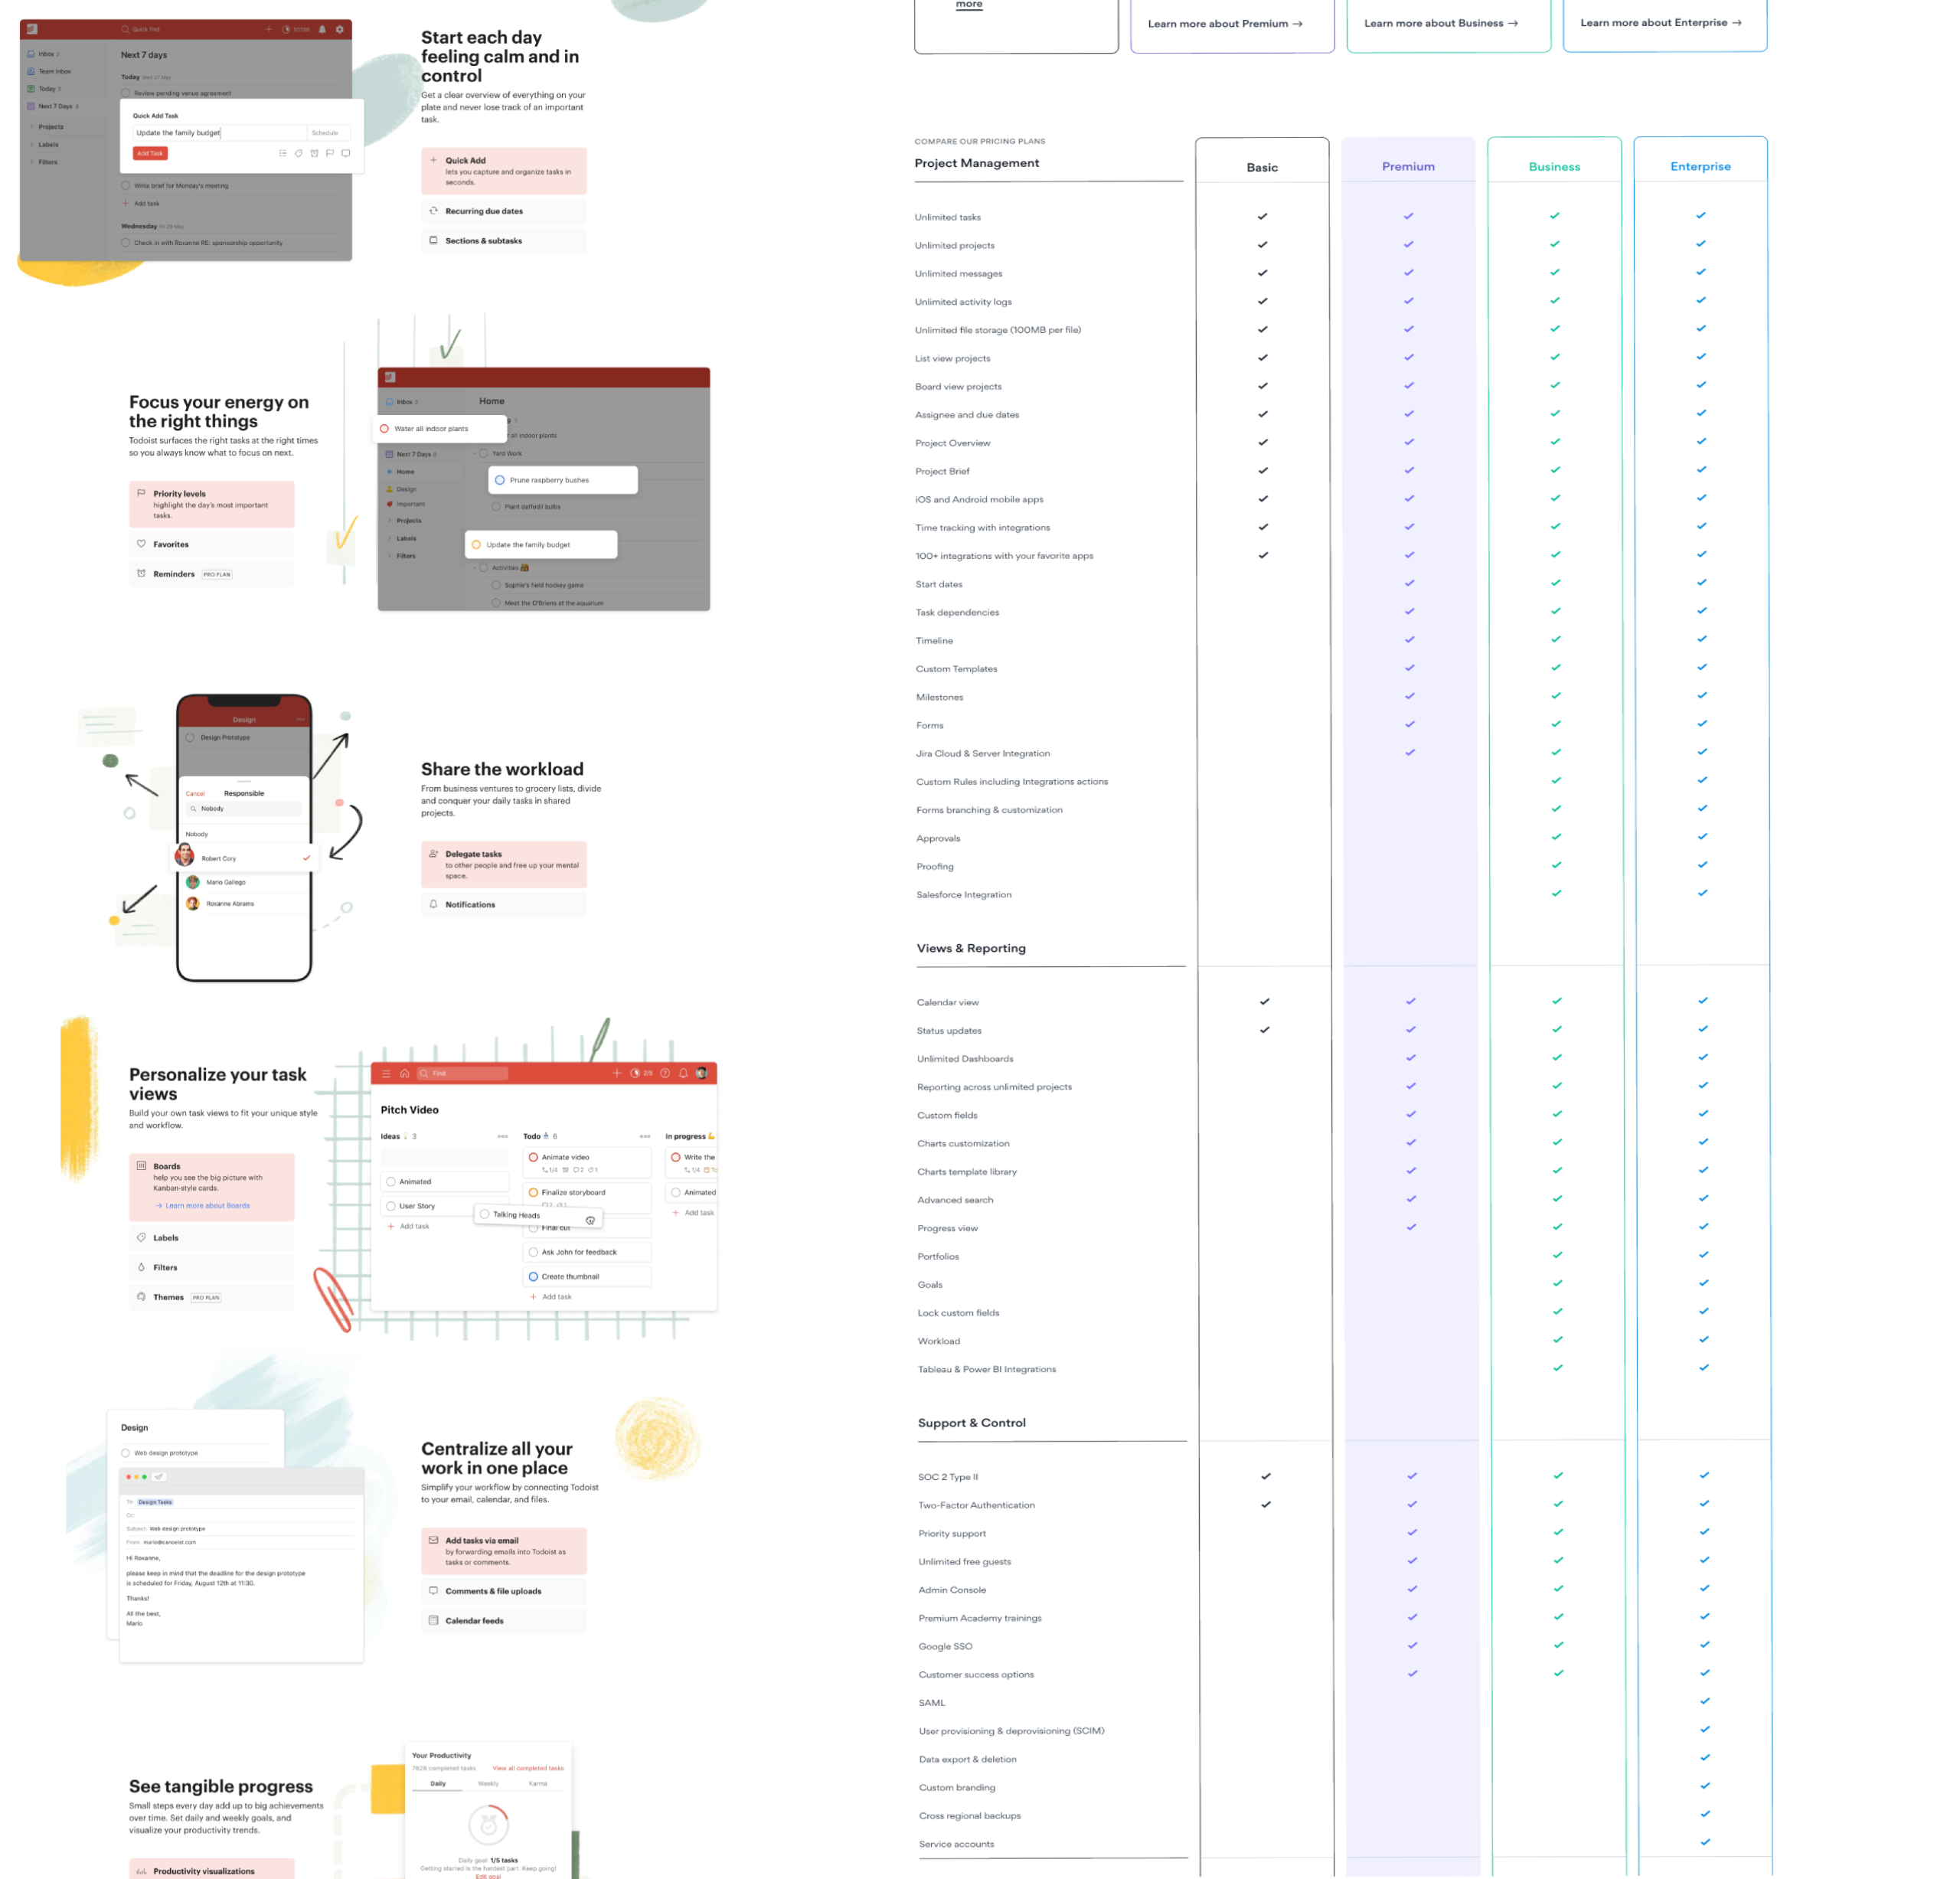 Quick find
Inbox 2
Team Inbox
Today 3
Next 7 Days
Projects
Labels
Filters
Next 7 days
Today Wed 27 May
Review pending venue agreement
Quick Add Task
Update the family budget
Schedule
Add Task
Write brief for Monday's meeting
Add task
Wednesday
Check in with Roxanne RE: sponsorship opportunity
Start each day
feeling calm and in
control
Get a clear overview of everything on your
plate and never lose track of an important
task.
Quick Add
lets you capture and organize tasks in
seconds.
Recurring due dates
Sections & subtasks
Focus your energy on
the right things
Todoist surfaces the right tasks at the right times
so you always know what to focus on next.
Priority levels
highlight the day's most important
tasks.
Favorites
Reminders PRO PLAN
Inbox
Home
Water all indoor plants
all indoor plants
Next 7 Days
Yard Work
Home
Prune raspberry bushes
Design
Important
Plant daffodil bulbs
Projects
Labels
Update the family budget
Filters
Activities
Sophie's field hockey game
Meet the O'Briens at the aquarium
Design
Design Prototype
Cancel Responsible
Nobody
Nobody
Robert Cory
Mario Gallego
Roxanne Abrams
Share the workload
From business ventures to grocery lists, divide
and conquer your daily tasks in shared
projects.
Delegate tasks
to other people and free up your mental
space.
Notifications
Personalize your task
views
Build your own task views to fit your unique style
and workflow.
Boards
help you see the big picture with
Kanban-style cards.
→ Learn more about Boards
Labels
Filters
Themes PRO PLAN
Find
2/5
Pitch Video
Ideas 3
Animated
User Story
Add task
Talking Heads
Todo 6
Animate video
1/4 2 1
Finalize storyboard
Final cut
Ask John for feedback
Create thumbnail
Add task
In progress
Write the
1/4
Animated
Add task
Design
Web design prototype
To: Design Tasks
Cc:
Subject: Web design prototype
From: mario@canoeist.com
Hi Roxanne,
please keep in mind that the deadline for the design prototype
is scheduled for Friday, August 12th at 11:30.
Thanks!
All the best,
Mario
Centralize all your
work in one place
Simplify your workflow by connecting Todoist
to your email, calendar, and files.
Add tasks via email
by forwarding emails into Todoist as
tasks or comments.
Comments & file uploads
Calendar feeds
See tangible progress
Small steps every day add up to big achievements
over time. Set daily and weekly goals, and
visualize your productivity trends.
Productivity visualizations
Your Productivity
7628 completed tasks View all completed tasks
Daily Weekly Karma
Daily goal: 1/5 tasks
Getting started is the hardest part. Keep going!
Edit goal
more
Learn more about Premium →
Learn more about Business →
Learn more about Enterprise →
COMPARE OUR PRICING PLANS
Project Management
Basic
Premium
Business
Enterprise
Unlimited tasks
Unlimited projects
Unlimited messages
Unlimited activity logs
Unlimited file storage (100MB per file)
List view projects
Board view projects
Assignee and due dates
Project Overview
Project Brief
iOS and Android mobile apps
Time tracking with integrations
100+ integrations with your favorite apps
Start dates
Task dependencies
Timeline
Custom Templates
Milestones
Forms
Jira Cloud & Server Integration
Custom Rules including Integrations actions
Forms branching & customization
Approvals
Proofing
Salesforce Integration
Views & Reporting
Calendar view
Status updates
Unlimited Dashboards
Reporting across unlimited projects
Custom fields
Charts customization
Charts template library
Advanced search
Progress view
Portfolios
Goals
Lock custom fields
Workload
Tableau & Power BI Integrations
Support & Control
SOC 2 Type II
Two-Factor Authentication
Priority support
Unlimited free guests
Admin Console
Premium Academy trainings
Google SSO
Customer success options
SAML
User provisioning & deprovisioning (SCIM)
Data export & deletion
Custom branding
Cross regional backups
Service accounts